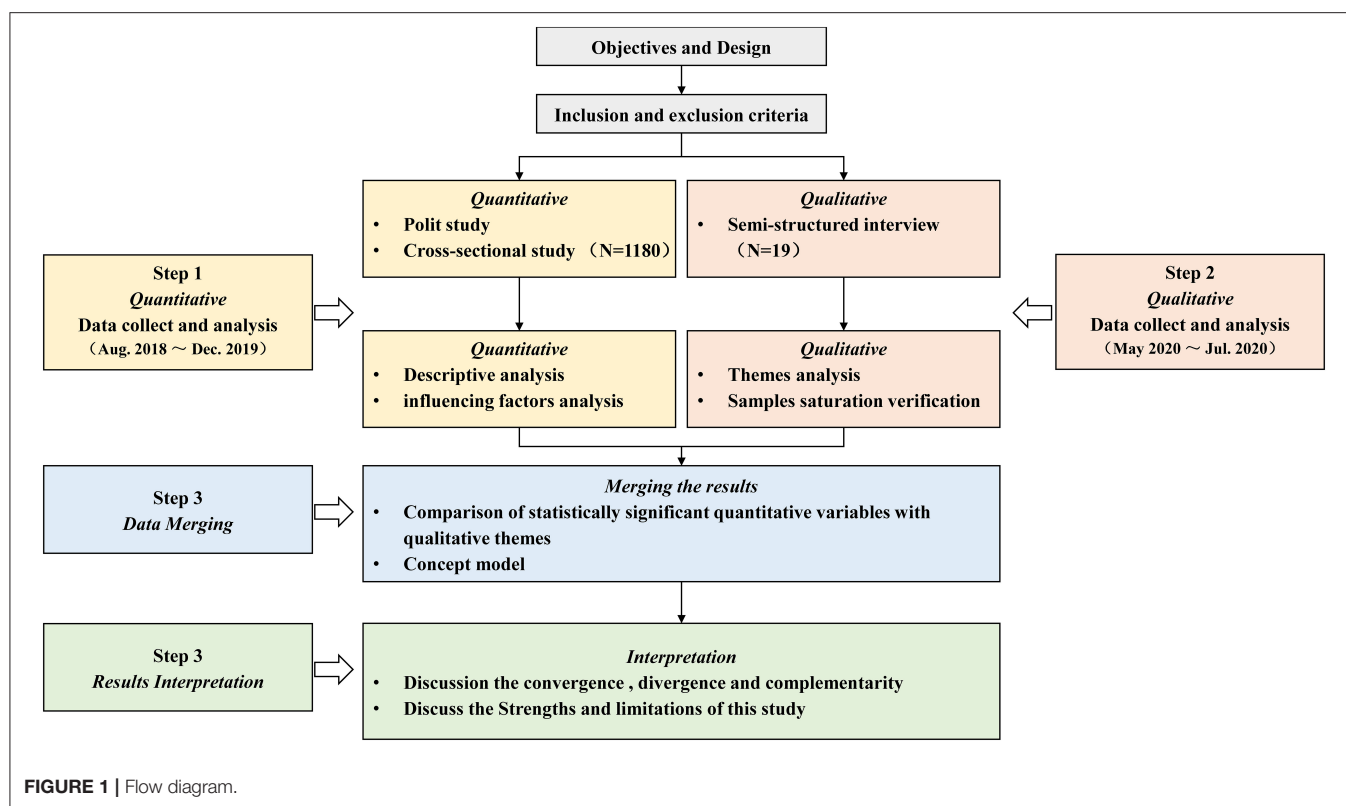 Objectives and Design
Inclusion and exclusion criteria
Quantitative
• Polit study
• Cross-sectional study （N=1180）
Qualitative
• Semi-structured interview
（N=19）
Step 1
Quantitative
Data collect and analysis
（Aug. 2018 ～ Dec. 2019）
Step 2
Qualitative
Data collect and analysis
（May 2020 ～ Jul. 2020）
Quantitative
• Descriptive analysis
• influencing factors analysis
Qualitative
• Themes analysis
• Samples saturation verification
Step 3
Data Merging
Merging the results
• Comparison of statistically significant quantitative variables with
qualitative themes
• Concept model
Step 3
Results Interpretation
Interpretation
• Discussion the convergence , divergence and complementarity
• Discuss the Strengths and limitations of this study
FIGURE 1 | Flow diagram.